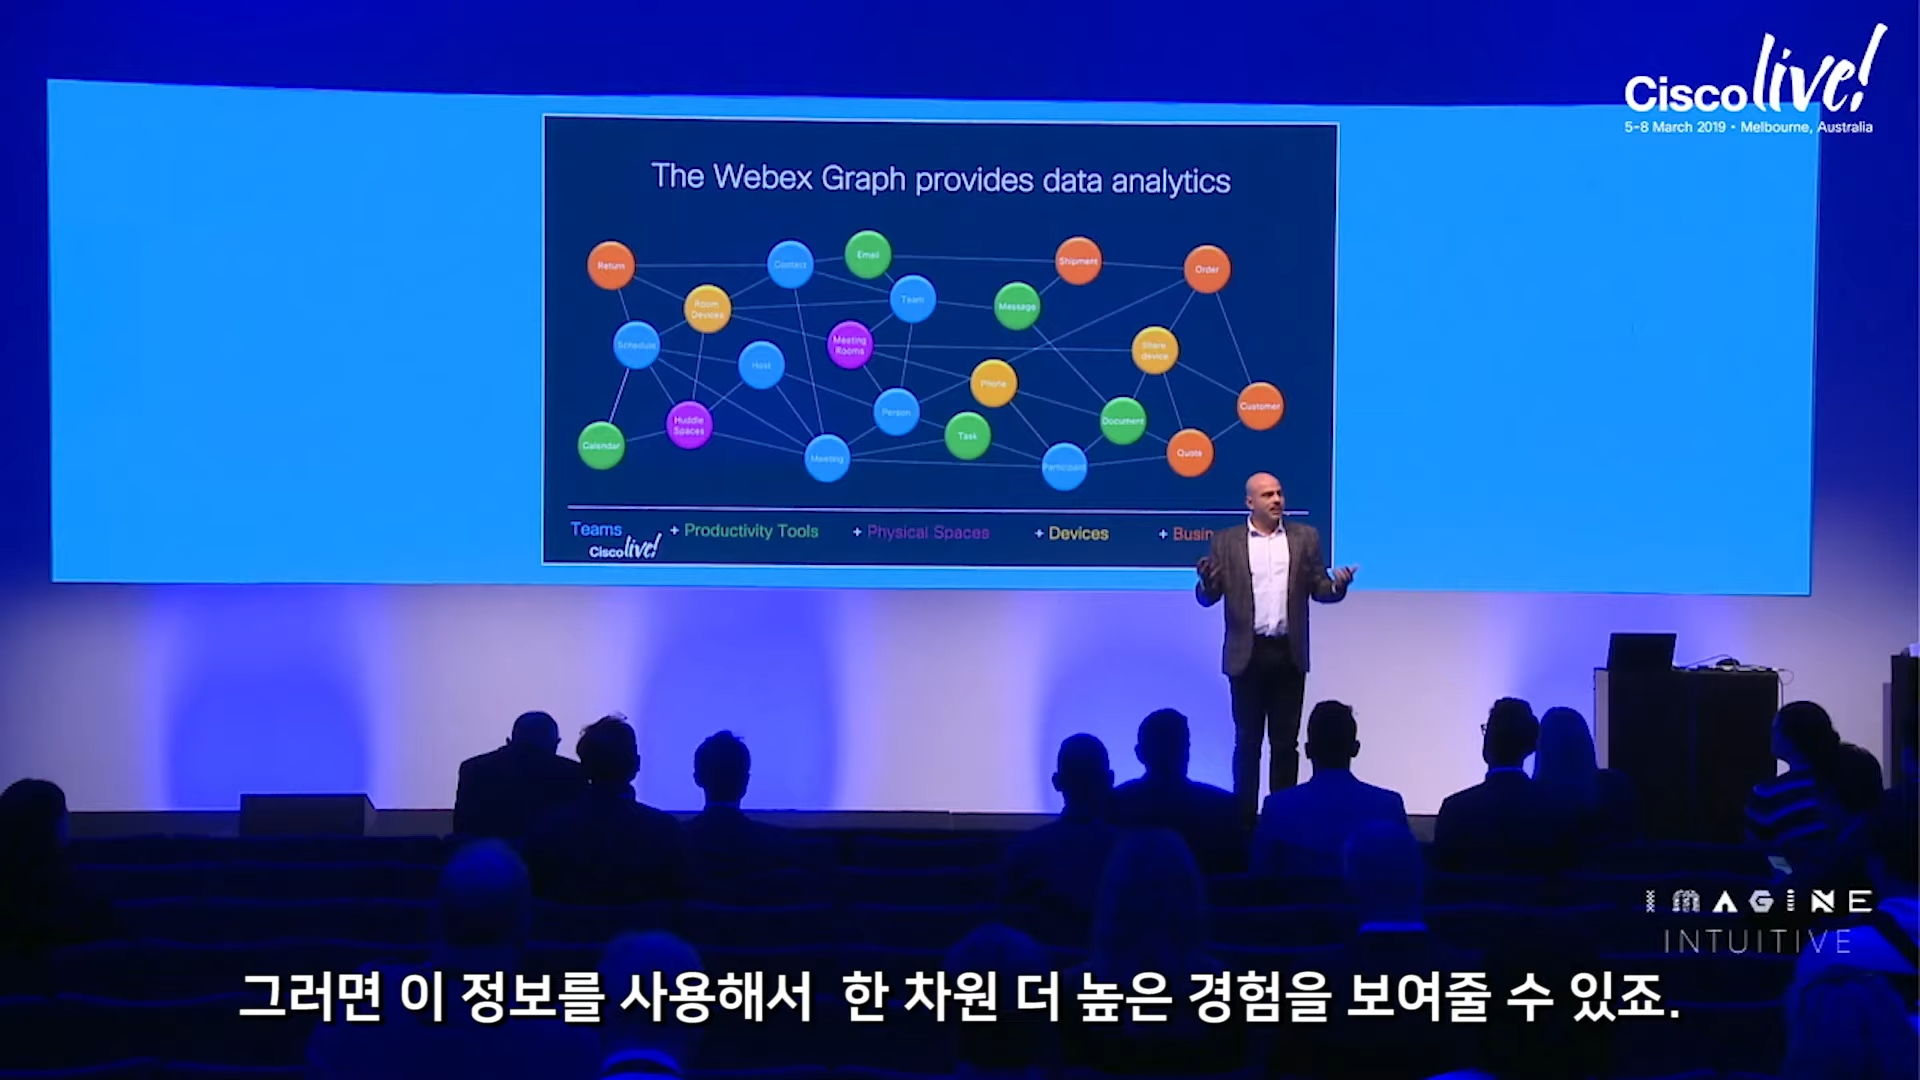 Cisco live!
5-8 March 2019 • Melbourne, Australia
The Webex Graph provides data analytics
Return
Contact
Email
Shipment
Order
Room
Devices
Team
Message
Schedule
Host
Meeting
Rooms
Share
device
Phone
Customer
Huddle
Spaces
Person
Document
Calendar
Meeting
Task
Participant
Quote
Teams + Productivity Tools + Physical Spaces + Devices + Busin
Cisco live!
IMAGINE
INTUITIVE
그러면 이 정보를 사용해서 한 차원 더 높은 경험을 보여줄 수 있죠.